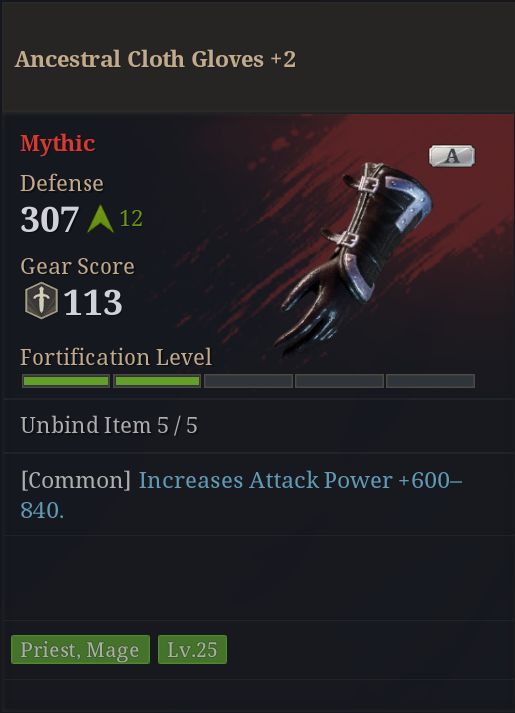 Ancestral Cloth Gloves +2
Mythic
A
Defense
307 12
Gear Score
113
Fortification Level
Unbind Item 5 / 5
[Common] Increases Attack Power +600–
840.
Priest, Mage Lv.25